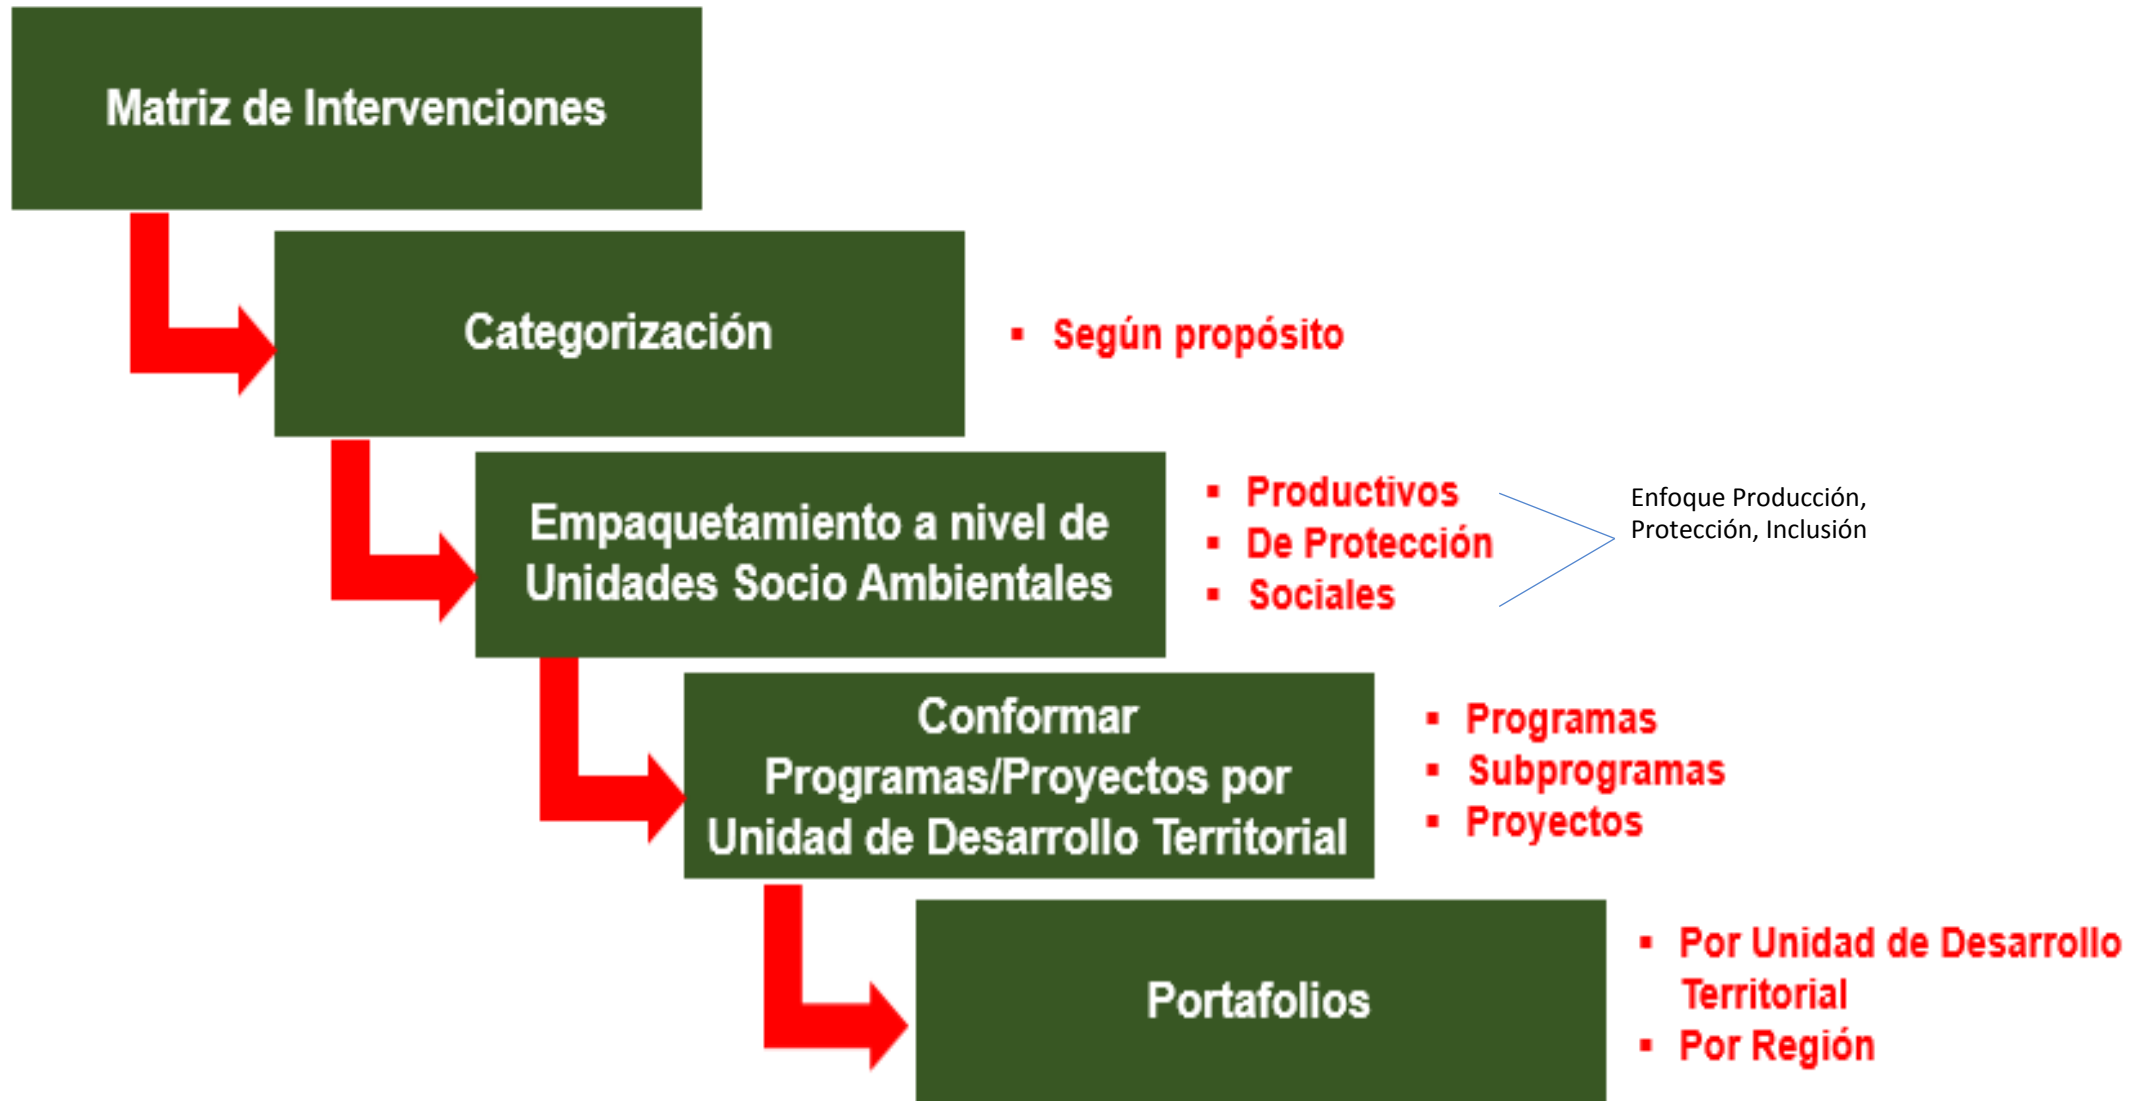 Matriz de Intervenciones
Categorización
▪ Según propósito
Empaquetamiento a nivel de
Unidades Socio Ambientales
▪ Productivos
▪ De Protección
▪ Sociales
Enfoque Producción,
Protección, Inclusión
Conformar
Programas/Proyectos por
Unidad de Desarrollo Territorial
▪ Programas
▪ Subprogramas
▪ Proyectos
Portafolios
▪ Por Unidad de Desarrollo
Territorial
▪ Por Región